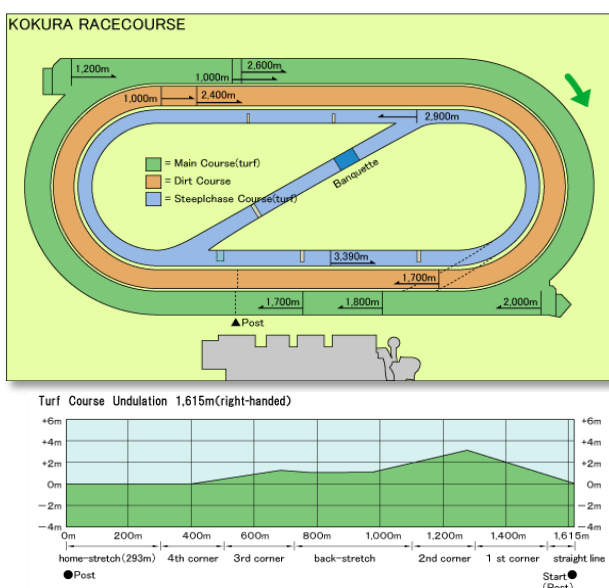 KOKURA RACECOURSE
1,200m
2,600m
1,000m
1,000m
2,400m
2,900m
= Main Course(turf)
= Dirt Course
= Steeplchase Course(turf)
Banquette
3,390m
1,700m
1,700m
1,800m
2,000m
▲Post
Turf Course Undulation 1,615m(right-handed)
+6m +6m
+4m +4m
+2m +2m
0m 0m
−2m −2m
−4m −4m
0m 200m 400m 600m 800m 1,000m 1,200m 1,400m 1,615m
home-stretch(293m) 4th corner 3rd corner back-stretch 2nd corner 1 st corner straight line
●Post Start●
(Post)